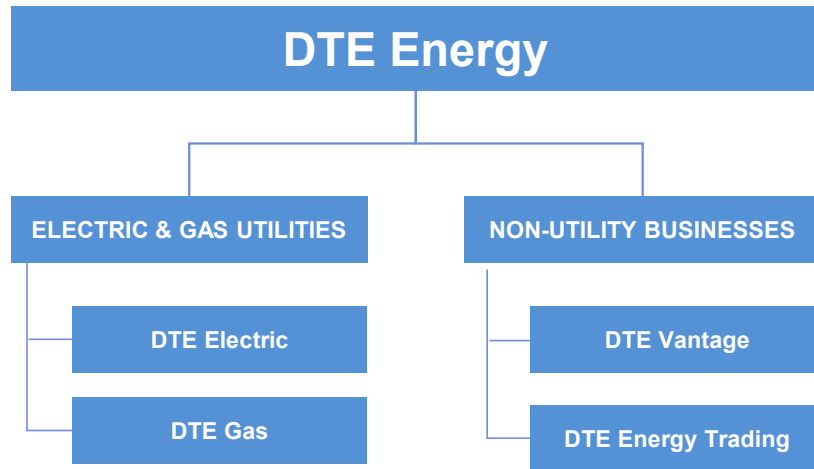 DTE Energy
ELECTRIC & GAS UTILITIES
NON-UTILITY BUSINESSES
DTE Electric
DTE Vantage
DTE Gas
DTE Energy Trading